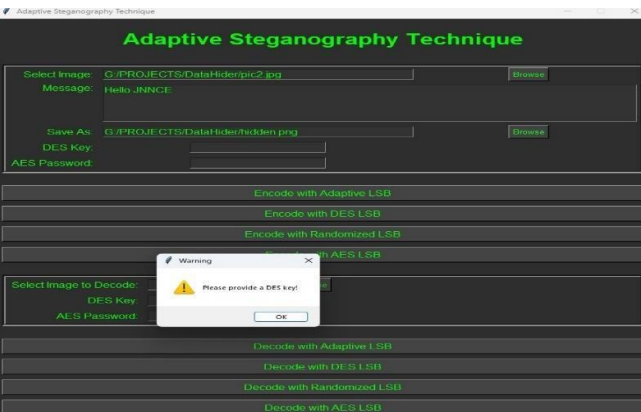 Adaptive Steganography Technique
Adaptive Steganography Technique
Select Image: G:/PROJECTS/DataHider/pic2.jpg Browse
Message: Hello JNNCE
Save As: G:/PROJECTS/DataHider/hidden.png Browse
DES Key:
AES Password:
Encode with Adaptive LSB
Encode with DES LSB
Encode with Randomized LSB
with AES LSB
Warning
Please provide a DES key!
OK
Select Image to Decode:
DES Key:
AES Password:
Decode with Adaptive LSB
Decode with DES LSB
Decode with Randomized LSB
Decode with AES LSB